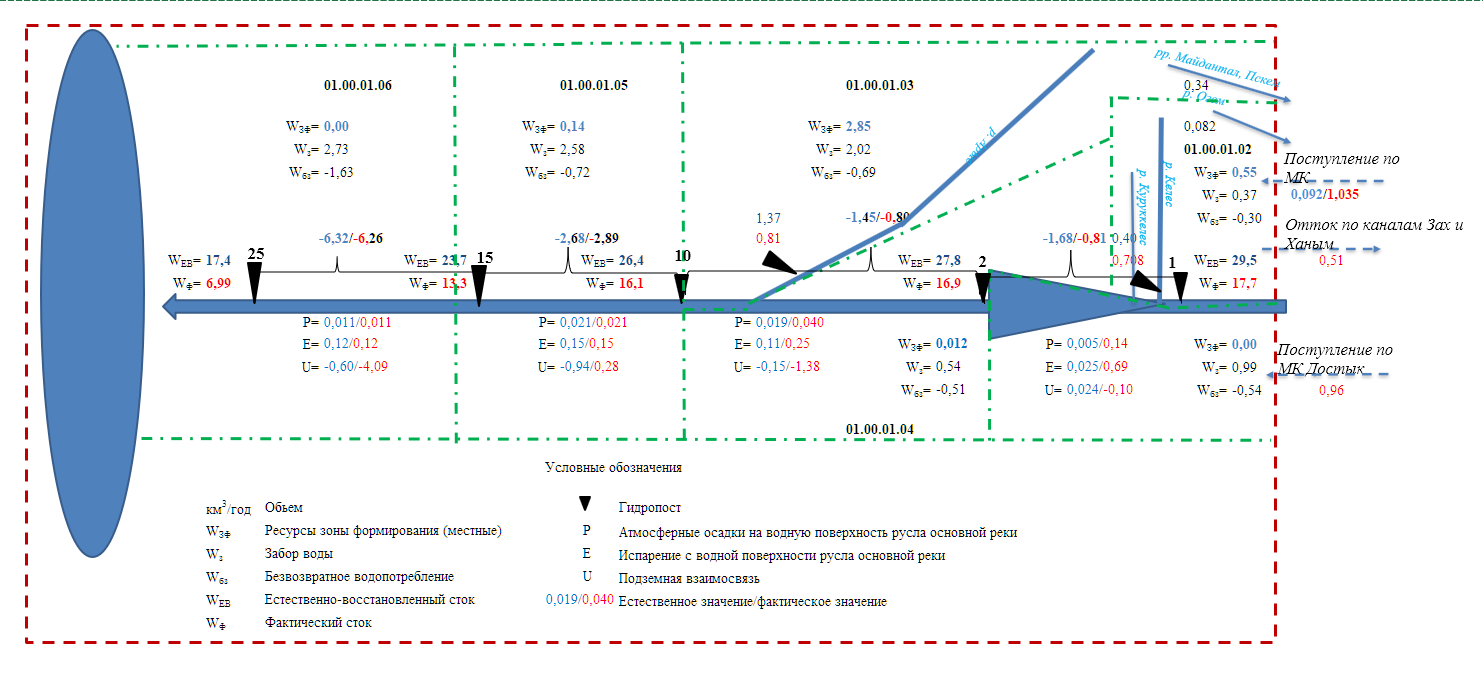 рр. Майдантал, Пскем
01.00.01.06
01.00.01.05
01.00.01.03
0,34
р. Огем
WЗФ= 0,00
WЗФ= 0,14
WЗФ= 2,85
0,082
Wз= 2,73
Wз= 2,58
Wз= 2,02
01.00.01.02
Wбз= -1,63
Wбз= -0,72
Wбз= -0,69
WЗФ= 0,55
Поступление по
МК
0,092/1,035
Wз= 0,37
Wбз= -0,30
р. Келес
р. Куруккелес
1,37
-1,45/-0,80
Отток по каналам Зах и
Ханым
0,51
-6,32/-6,26
-2,68/-2,89
0,81
-1,68/-0,81
0,40
0,708
25
15
10
2
1
WЕВ= 17,4
WЕВ= 23,7
WЕВ= 26,4
WЕВ= 27,8
WЕВ= 29,5
WФ= 6,99
WФ= 13,3
WФ= 16,1
WФ= 16,9
WФ= 17,7
P= 0,011/0,011
P= 0,021/0,021
P= 0,019/0,040
WЗФ= 0,012
P= 0,005/0,14
WЗФ= 0,00
E= 0,12/0,12
E= 0,15/0,15
E= 0,11/0,25
Wз= 0,54
E= 0,025/0,69
Wз= 0,99
U= -0,60/-4,09
U= -0,94/0,28
U= -0,15/-1,38
Wбз= -0,51
U= 0,024/-0,10
Wбз= -0,54
Поступление по
МК Достык
0,96
01.00.01.04
Условные обозначения
км³/год Обьем
WЗФ Ресурсы зоны формирования (местные)
Wз Забор воды
Wбз Безвозвратное водопотребление
WЕВ Естественно-восстановленный сток
WФ Фактический сток
Гидропост
P Атмосферные осадки на водную поверхность русла основной реки
E Испарение с водной поверхности русла основной реки
U Подземная взаимосвязь
0,019/0,040 Естественное значение/фактическое значение